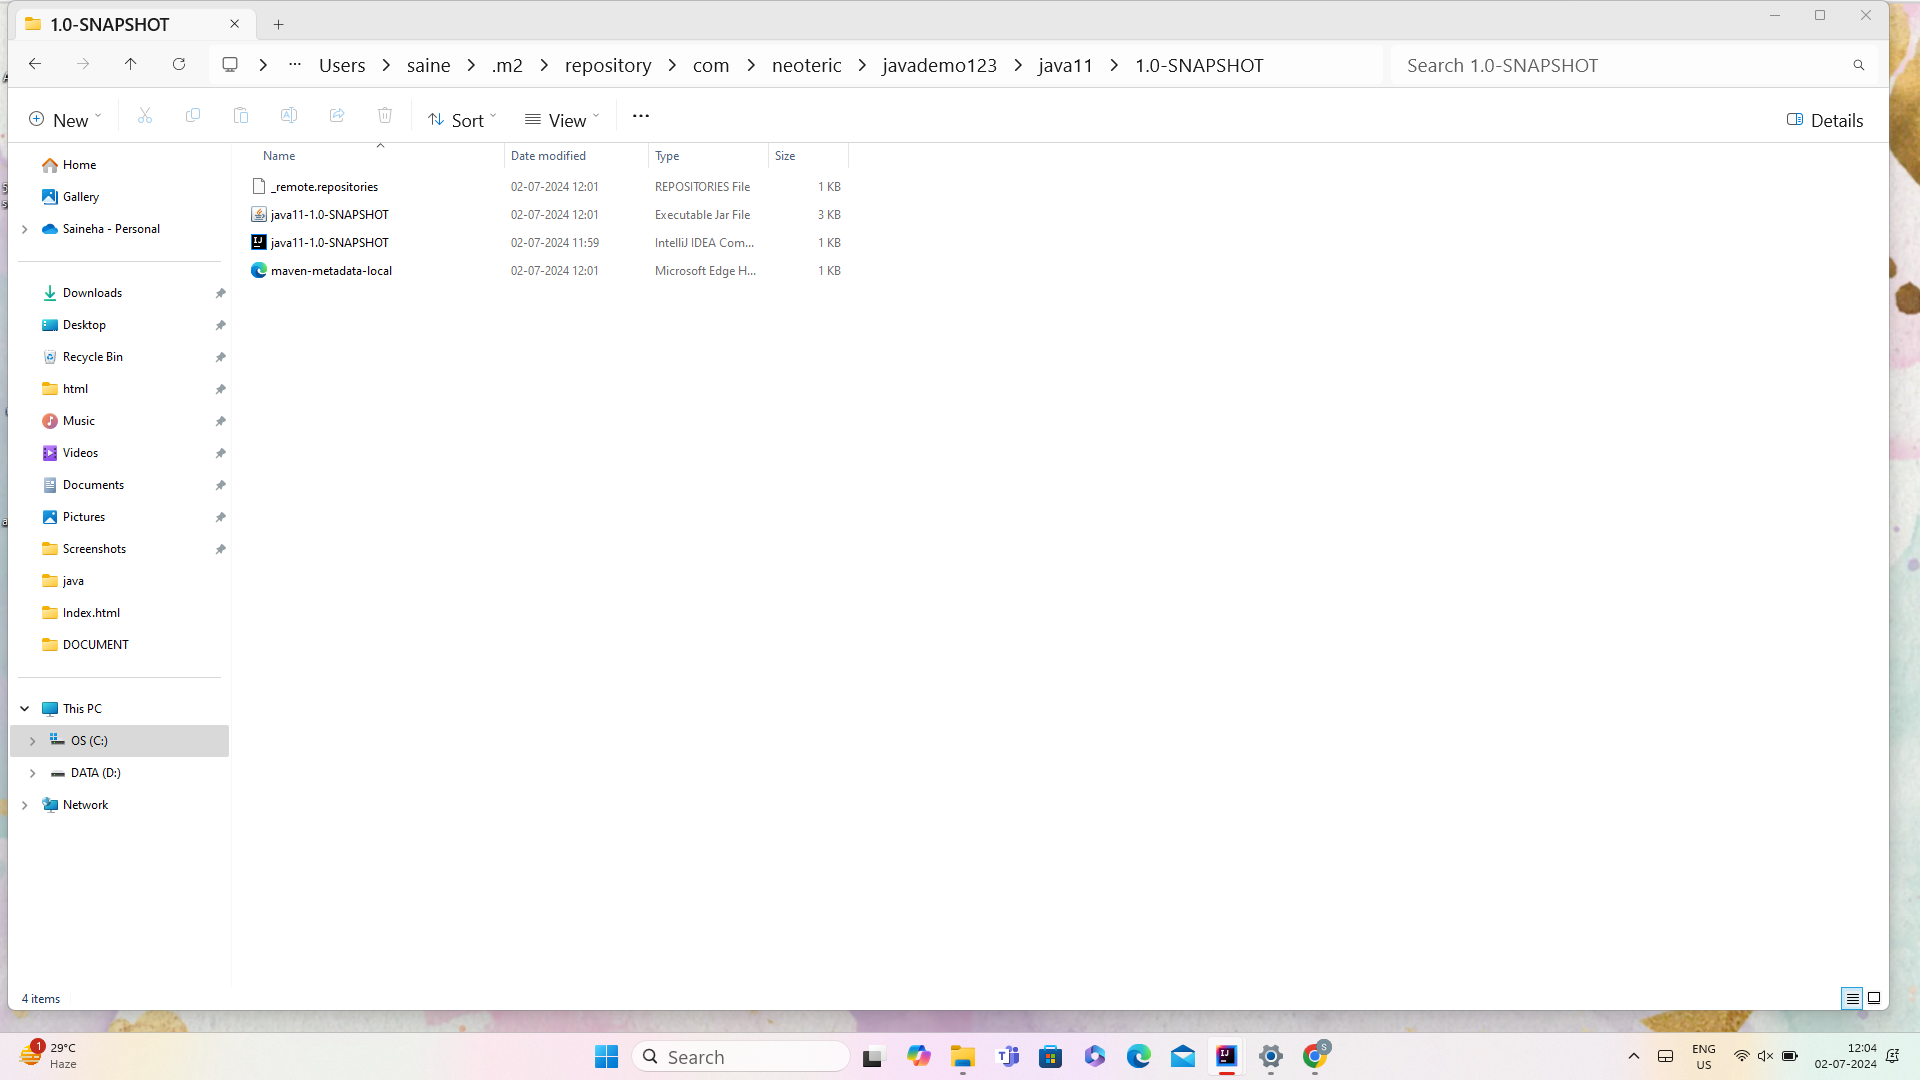 1.0-SNAPSHOT
Users saine .m2 repository com neoteric javademo123 java11 1.0-SNAPSHOT
Search 1.0-SNAPSHOT
New Sort View ... Details
Name Date modified Type Size
_remote.repositories 02-07-2024 12:01 REPOSITORIES File 1 KB
java11-1.0-SNAPSHOT 02-07-2024 12:01 Executable Jar File 3 KB
java11-1.0-SNAPSHOT 02-07-2024 11:59 IntelliJ IDEA Com... 1 KB
maven-metadata-local 02-07-2024 12:01 Microsoft Edge H... 1 KB
Home
Gallery
Saineha - Personal
Downloads
Desktop
Recycle Bin
html
Music
Videos
Documents
Pictures
Screenshots
java
Index.html
DOCUMENT
This PC
OS (C:)
DATA (D:)
Network
4 items
1
29°C
Haze
Search
S
ENG
US
12:04
02-07-2024